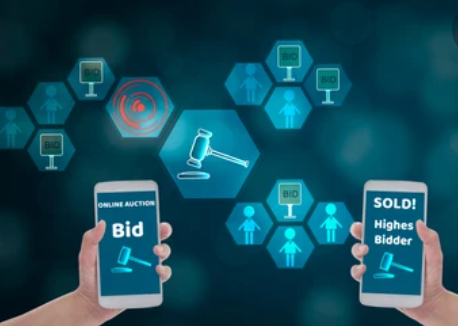 BID
BID
BID
BID
BID
ONLINE AUCTION
Bid
SOLD!
Highes
Bidder